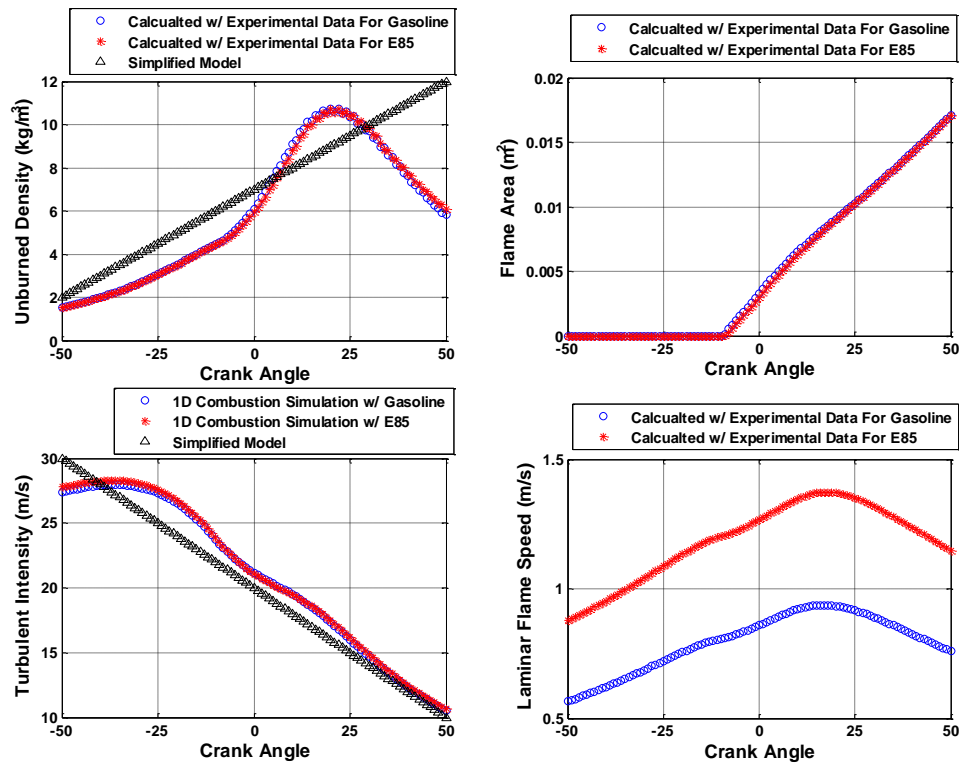 Calcualted w/ Experimental Data For Gasoline
Calcualted w/ Experimental Data For E85
Simplified Model
12
10
8
6
4
2
0
Unburned Density (kg/m³)
-50 -25 0 25 50
Crank Angle
Calcualted w/ Experimental Data For Gasoline
Calcualted w/ Experimental Data For E85
0.02
0.015
0.01
0.005
0
Flame Area (m²)
-50 -25 0 25 50
Crank Angle
1D Combustion Simulation w/ Gasoline
1D Combustion Simulation w/ E85
Simplified Model
30
25
20
15
10
Turbulent Intensity (m/s)
-50 -25 0 25 50
Crank Angle
Calcualted w/ Experimental Data For Gasoline
Calcualted w/ Experimental Data For E85
1.5
1
0.5
Laminar Flame Speed (m/s)
-50 -25 0 25 50
Crank Angle